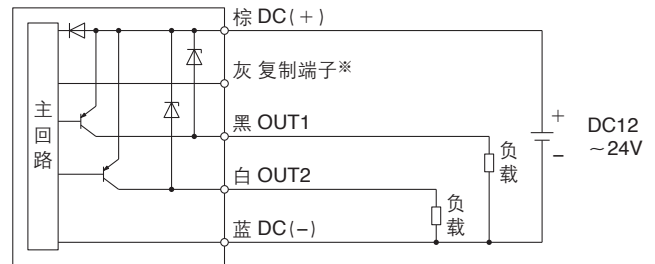 棕 DC(+)
灰 复制端子※
主回路
黑 OUT1
白 OUT2
蓝 DC(-)
负载
负载
+
-
DC12
~24V